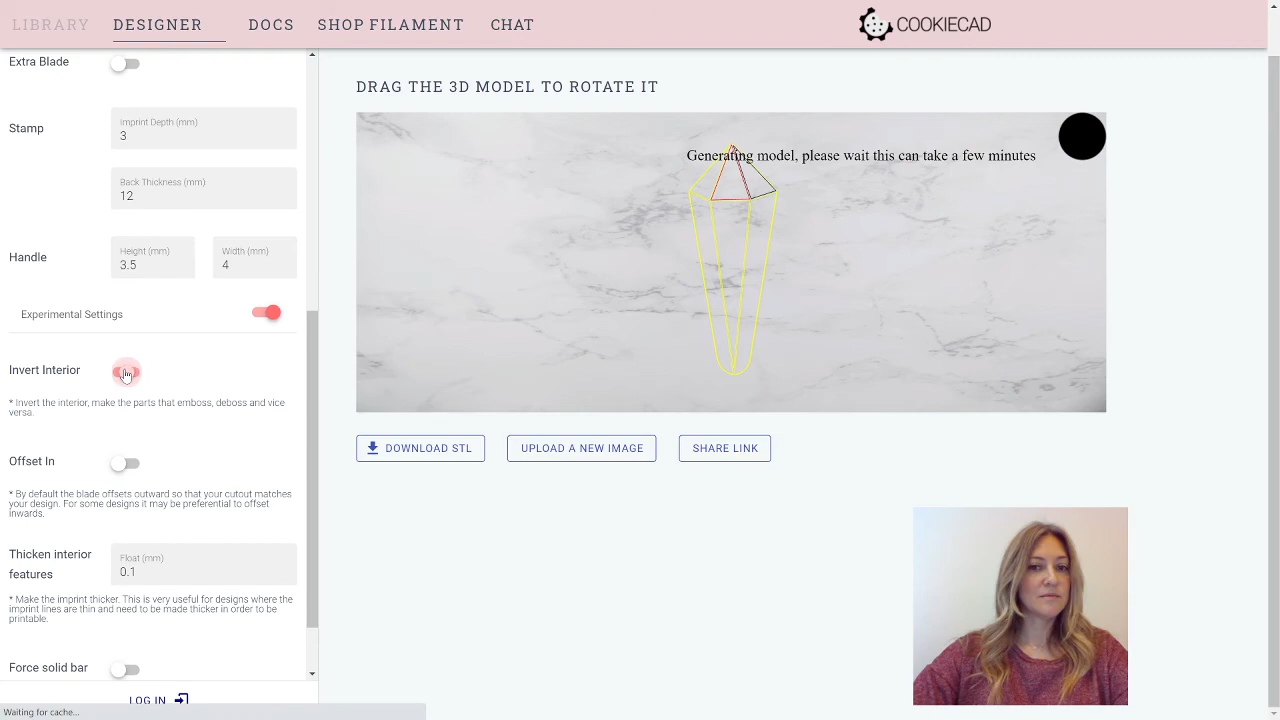 LIBRARY DESIGNER DOCS SHOP FILAMENT CHAT COOKIECAD
Extra Blade
Stamp
Imprint Depth (mm)
3
Back Thickness (mm)
12
Handle
Height (mm)
3.5
Width (mm)
4
Experimental Settings
Invert Interior
* Invert the interior, make the parts that emboss, deboss and vice
versa.
Offset In
* By default the blade offsets outward so that your cutout matches
your design. For some designs it may be preferential to offset
inwards.
Thicken interior
features
Float (mm)
0.1
* Make the imprint thicker. This is very useful for designs where the
imprint lines are thin and need to be made thicker in order to be
printable.
Force solid bar
LOG IN
Waiting for cache...
DRAG THE 3D MODEL TO ROTATE IT
Generating model, please wait this can take a few minutes
DOWNLOAD STL UPLOAD A NEW IMAGE SHARE LINK